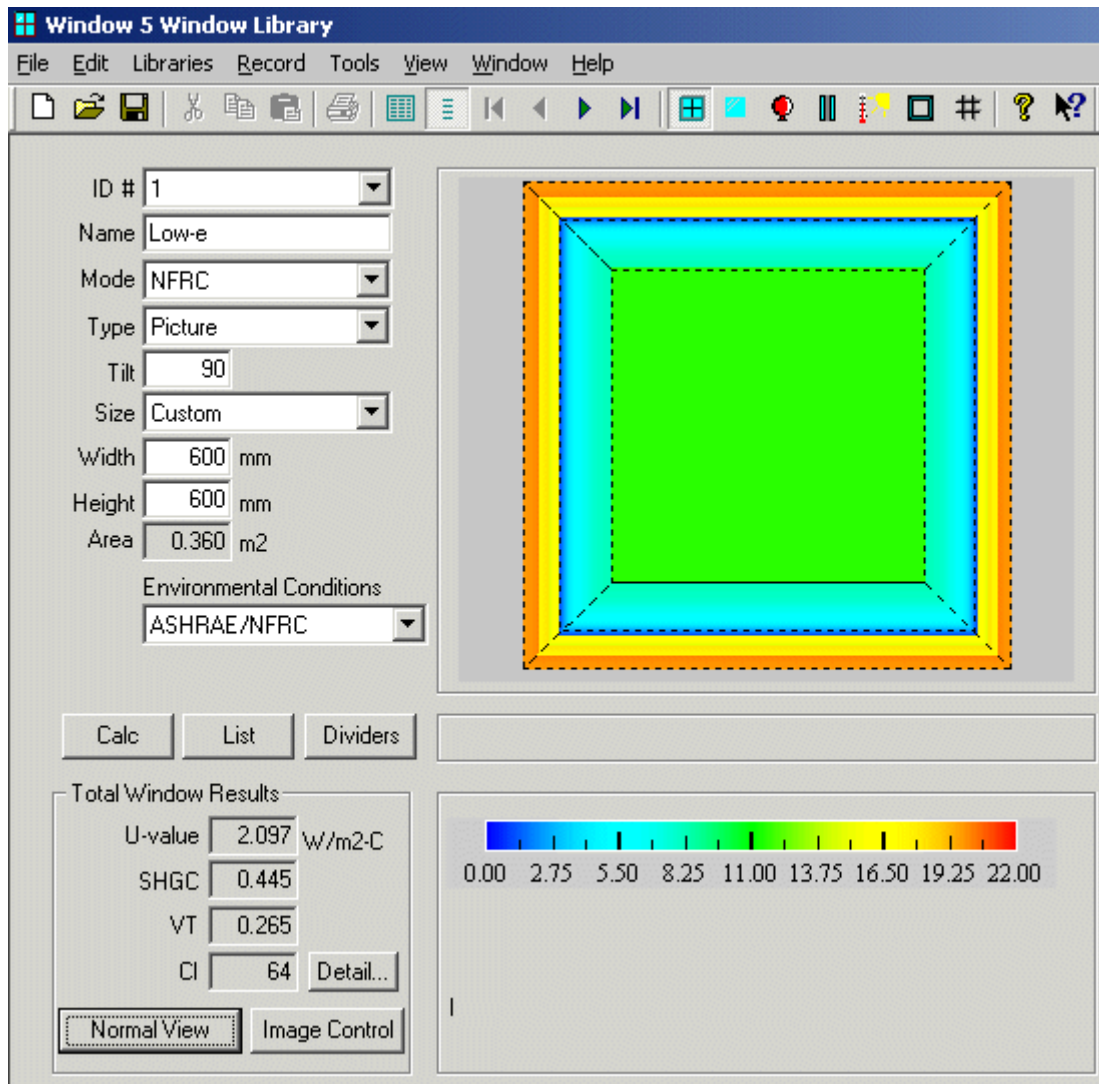 Window 5 Window Library
File Edit Libraries Record Tools View Window Help
ID # 1
Name Low-e
Mode NFRC
Type Picture
Tilt 90
Size Custom
Width 600 mm
Height 600 mm
Area 0.360 m2
Environmental Conditions
ASHRAE/NFRC
Calc List Dividers
Total Window Results
U-value 2.097 W/m2-C
SHGC 0.445
VT 0.265
CI 64 Detail...
Normal View Image Control
0.00 2.75 5.50 8.25 11.00 13.75 16.50 19.25 22.00